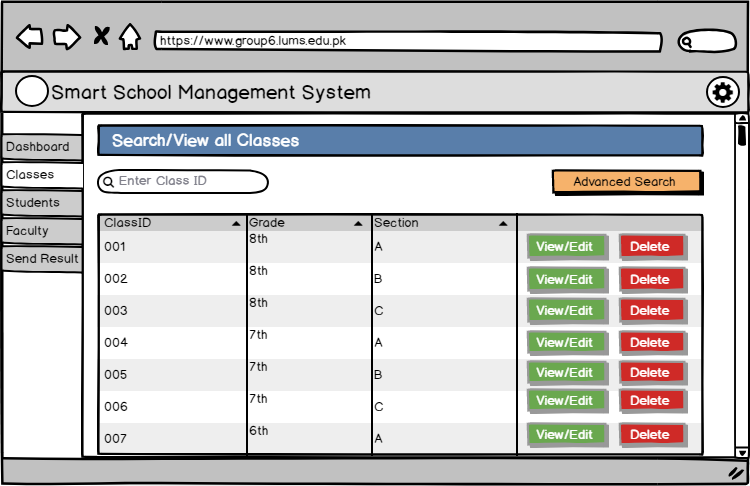 https://www.group6.lums.edu.pk
Smart School Management System
Dashboard
Classes
Students
Faculty
Send Result
Search/View all Classes
Enter Class ID
Advanced Search
ClassID Grade Section
001 8th A View/Edit Delete
002 8th B View/Edit Delete
003 8th C View/Edit Delete
004 7th A View/Edit Delete
005 7th B View/Edit Delete
006 7th C View/Edit Delete
007 6th A View/Edit Delete